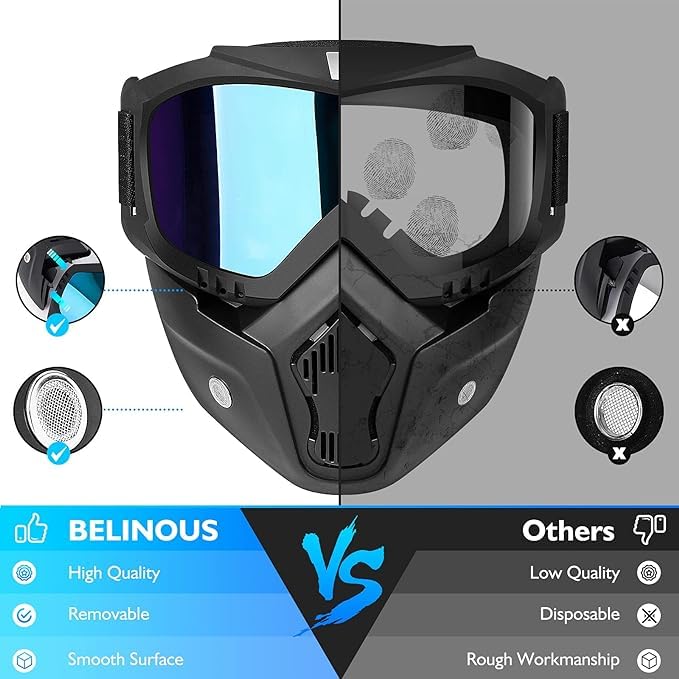 BELINOUS
VS
Others
High Quality
Low Quality
Removable
Disposable
Smooth Surface
Rough Workmanship